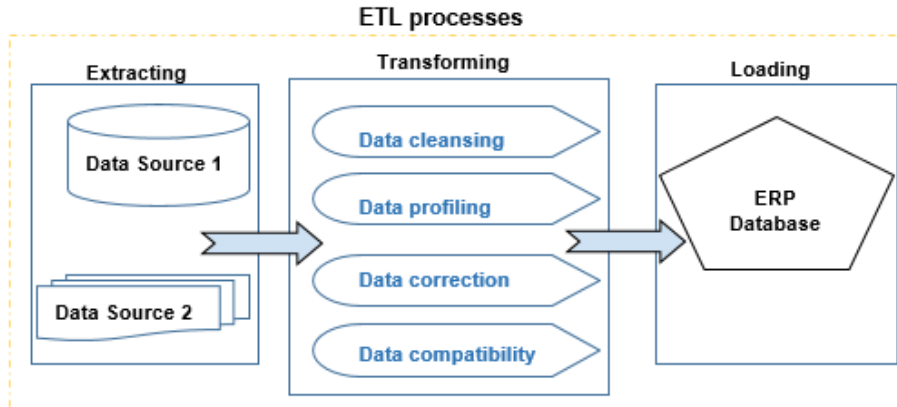 ETL processes
Extracting
Transforming
Loading
Data Source 1
Data Source 2
Data cleansing
Data profiling
Data correction
Data compatibility
ERP
Database